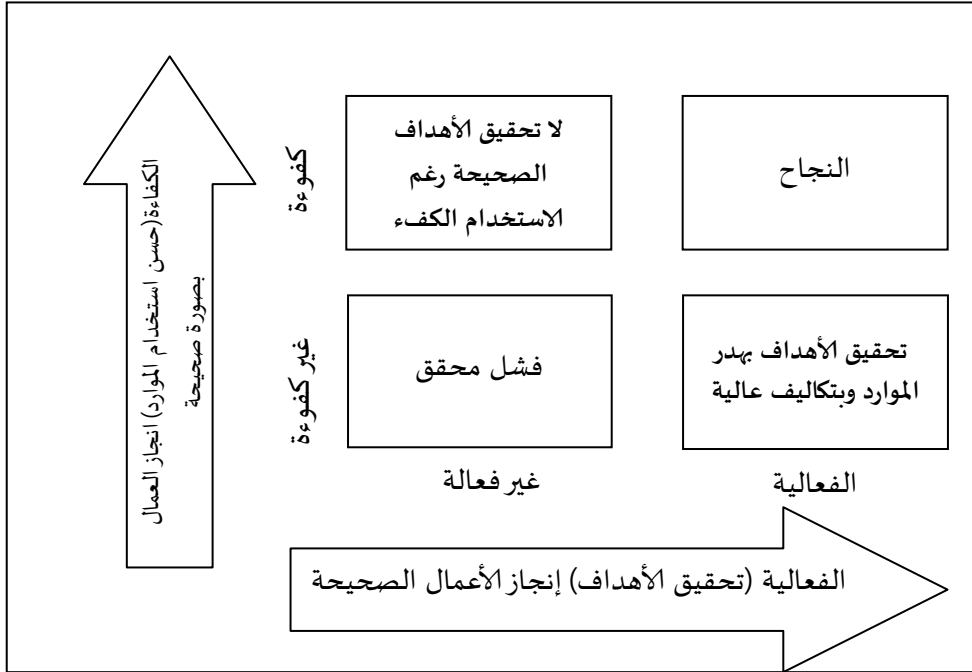 النجاح
لا تحقيق الأهداف
الصحيحة رغم
الاستخدام الكفء
كفوءة
الكفاءة(حسن استخدام الموارد) انجاز العمال
بصورة صحيحة
تحقيق الأهداف بهدر
الموارد وبتكاليف عالية
فشل محقق
غير كفوءة
الفعالية
غير فعالة
الفعالية (تحقيق الأهداف) إنجاز الأعمال الصحيحة